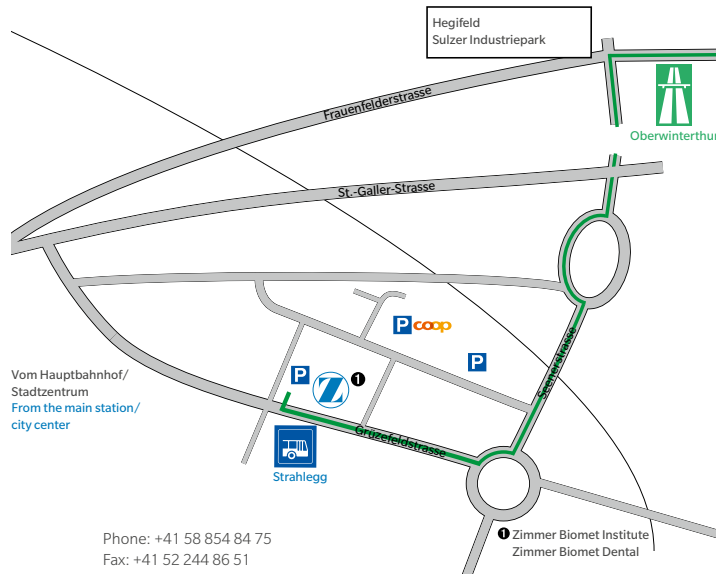 Hegifeld
Sulzer Industriepark
Frauenfelderstrasse
Oberwinterthur
St.-Galler-Strasse
P coop
P
Seenerstrasse
P
Z
1
Vom Hauptbahnhof/
Stadtzentrum
From the main station/
city center
Grüzefeldstrasse
Strahlegg
1 Zimmer Biomet Institute
Zimmer Biomet Dental
Phone: +41 58 854 84 75
Fax: +41 52 244 86 51